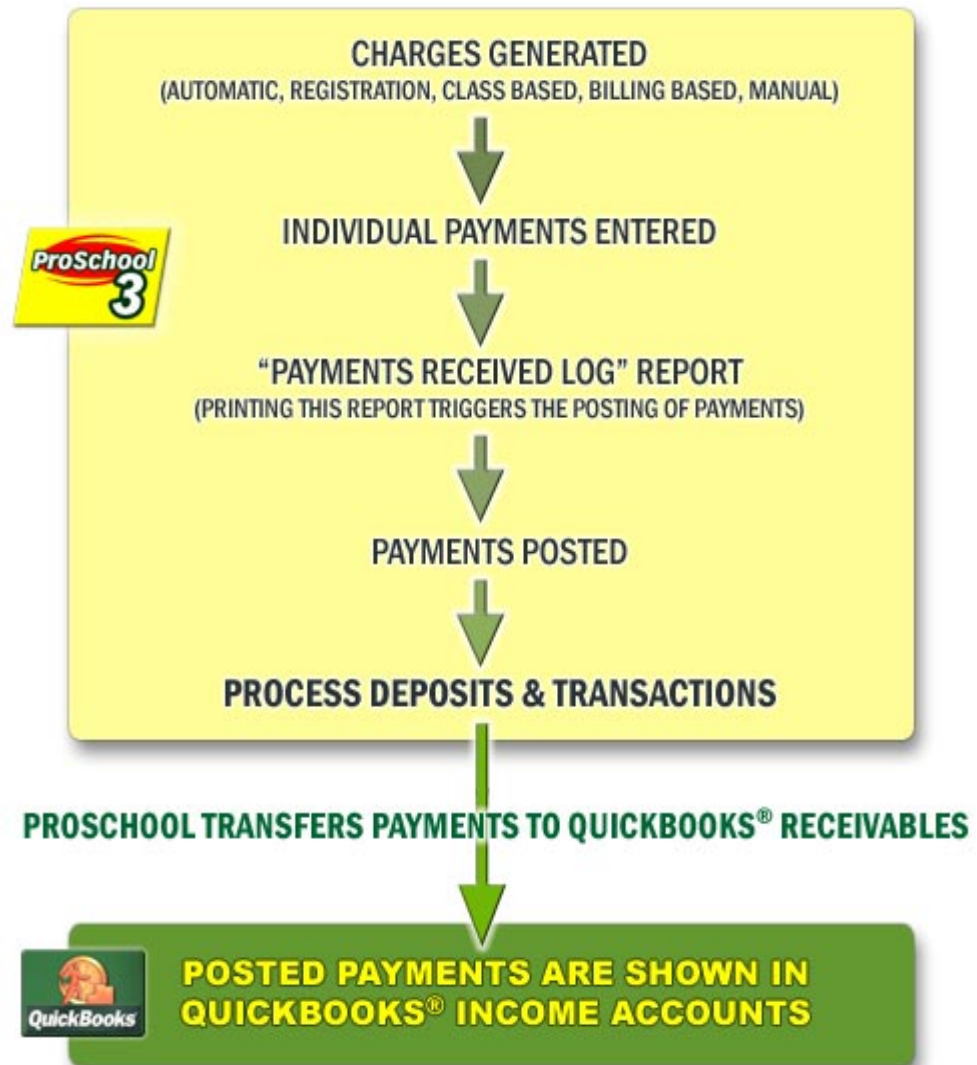 CHARGES GENERATED
(AUTOMATIC, REGISTRATION, CLASS BASED, BILLING BASED, MANUAL)
INDIVIDUAL PAYMENTS ENTERED
ProSchool
3
“PAYMENTS RECEIVED LOG” REPORT
(PRINTING THIS REPORT TRIGGERS THE POSTING OF PAYMENTS)
PAYMENTS POSTED
PROCESS DEPOSITS & TRANSACTIONS
PROSCHOOL TRANSFERS PAYMENTS TO QUICKBOOKS® RECEIVABLES
POSTED PAYMENTS ARE SHOWN IN
QUICKBOOKS® INCOME ACCOUNTS
QuickBooks